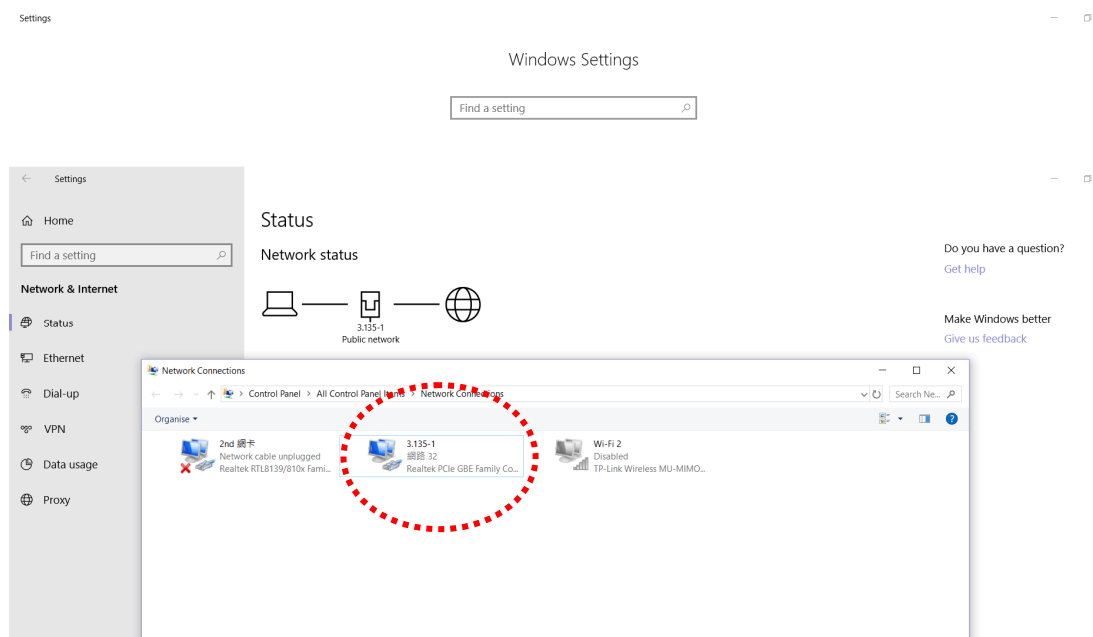 Settings
Windows Settings
Find a setting
Settings
Home
Find a setting
Network & Internet
Status
Ethernet
Dial-up
VPN
Data usage
Proxy
Status
Network status
3.135-1
Public network
Do you have a question?
Get help
Make Windows better
Give us feedback
Network Connections
Control Panel > All Control Panel Items > Network Connections
Search Ne...
Organise
2nd 網卡
Network cable unplugged
Realtek RTL8139/810x Fami...
3.135-1
網路 32
Realtek PCIe GBE Family Co...
Wi-Fi 2
Disabled
TP-Link Wireless MU-MIMO...